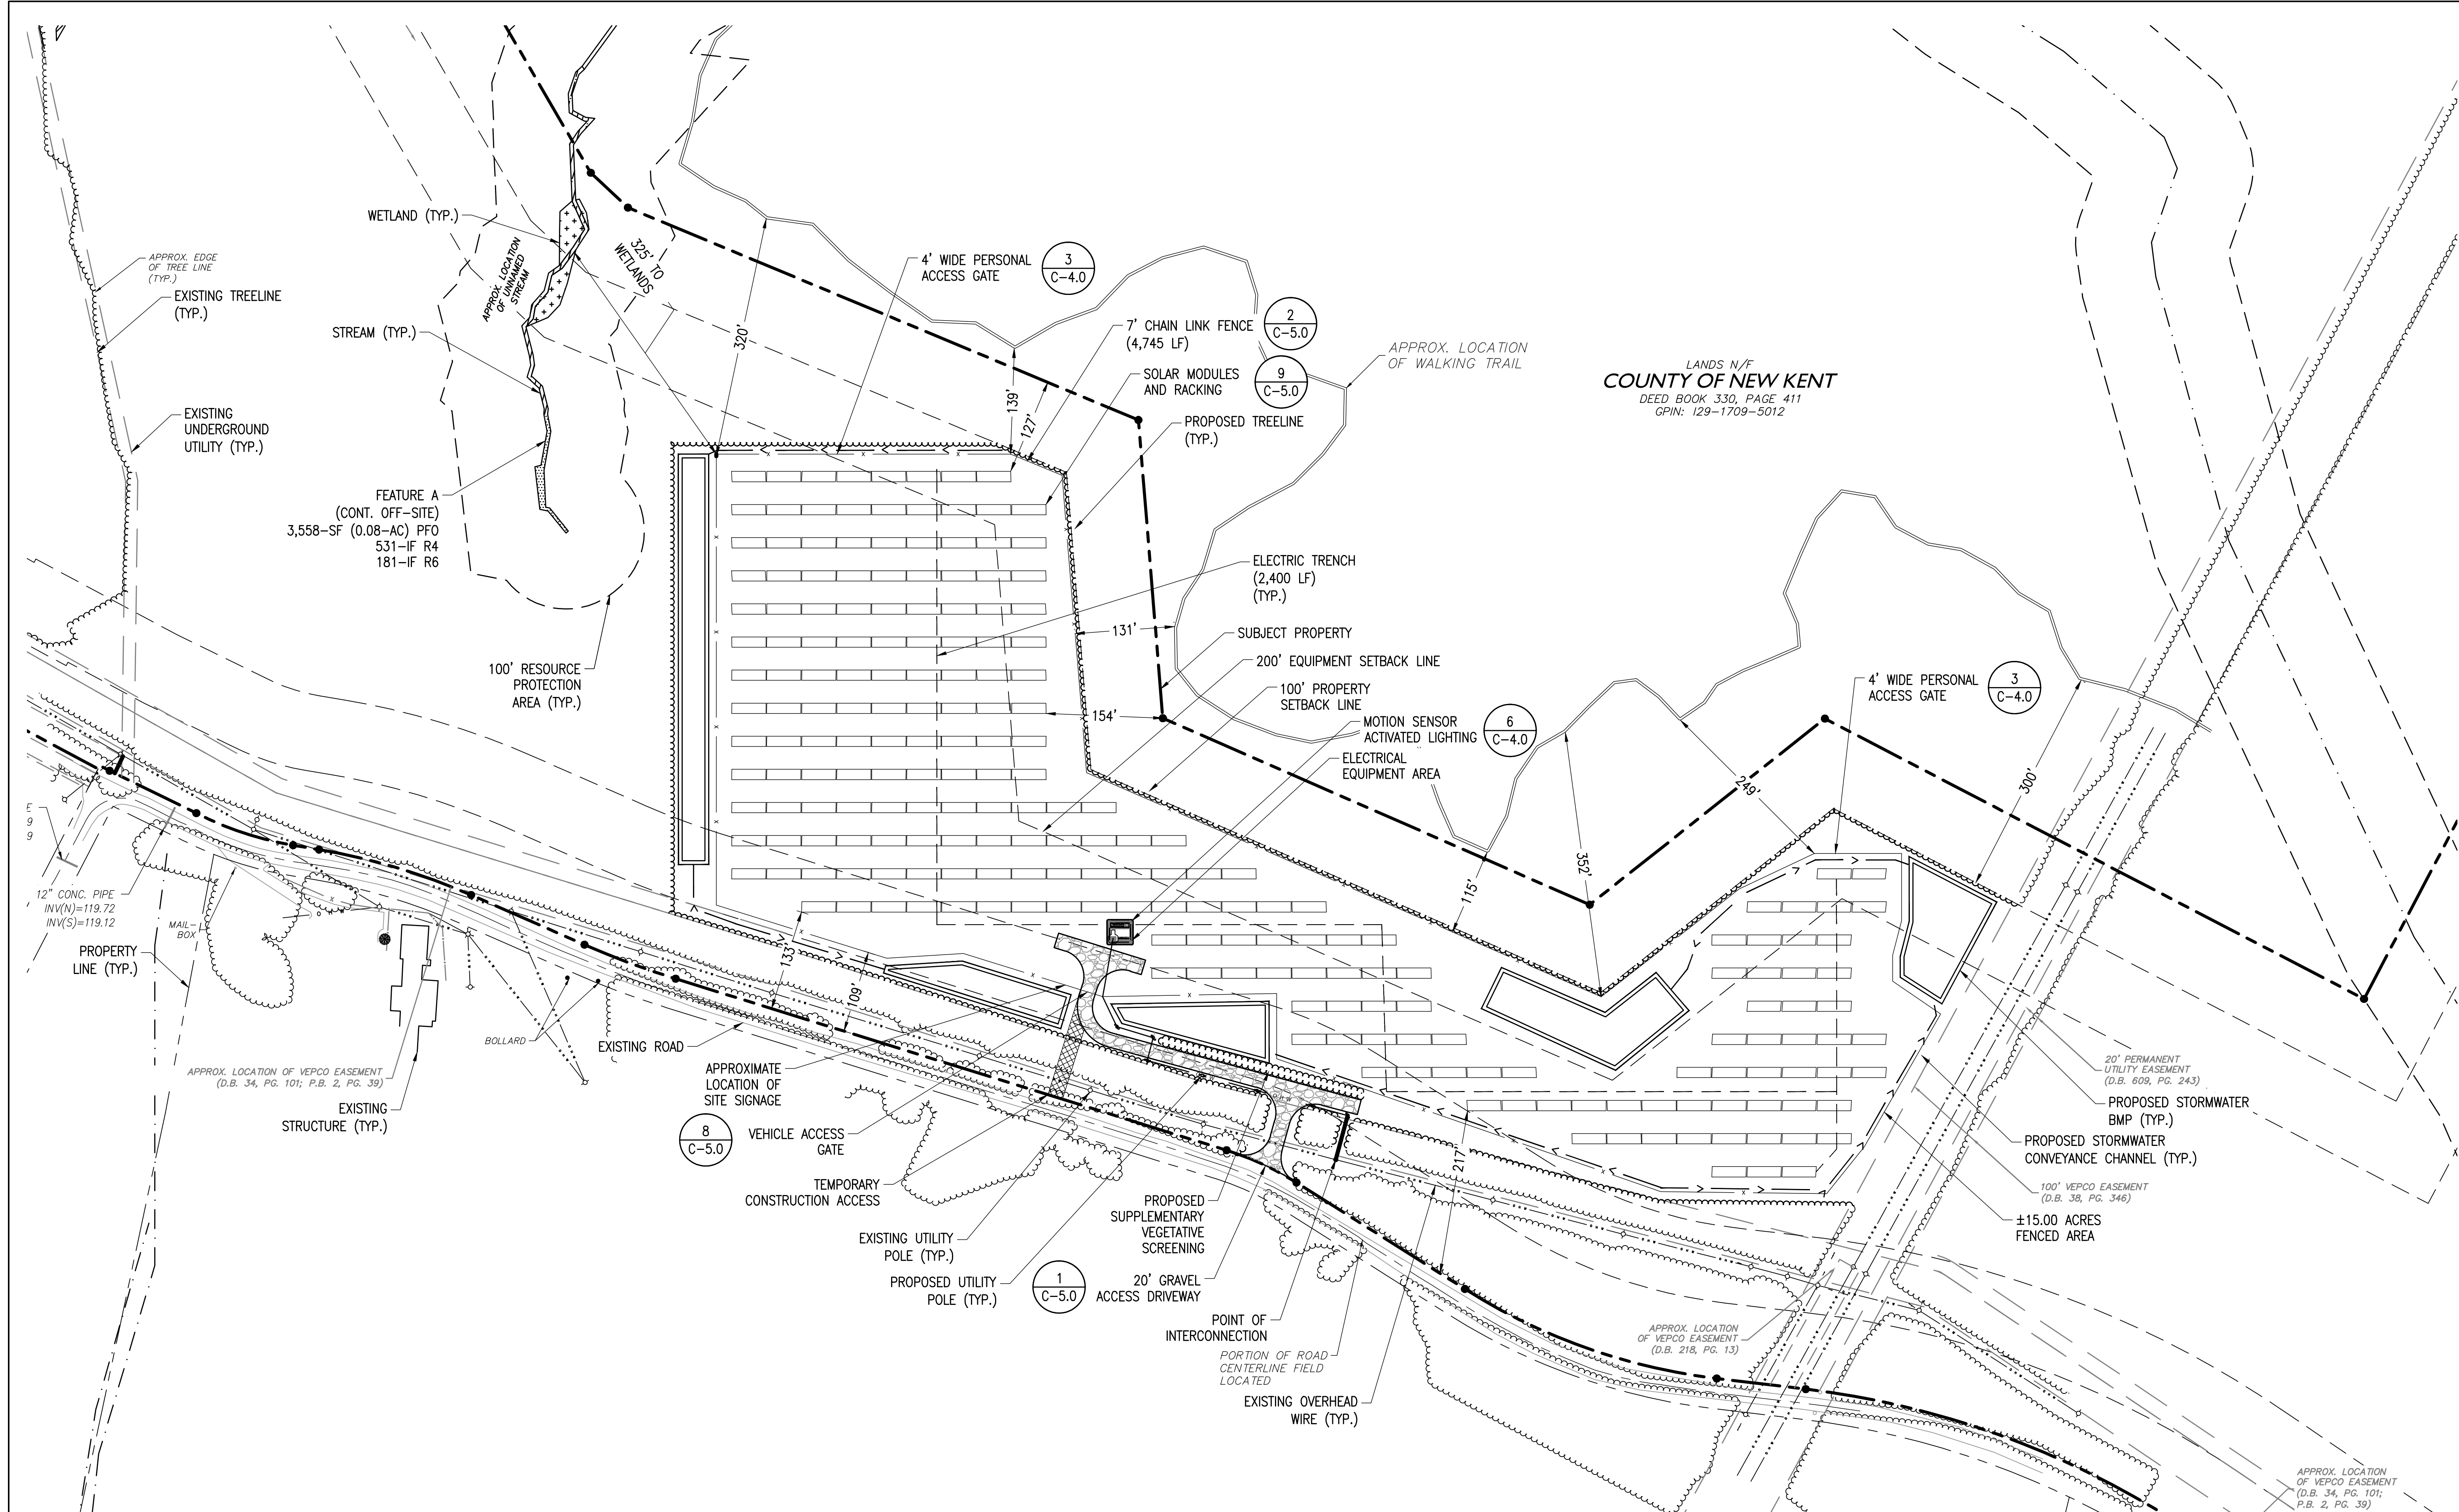 WETLAND (TYP.)
APPROX. LOCATION
OF UNNAMED
STREAM
325' TO
WETLANDS
320'
4' WIDE PERSONAL
ACCESS GATE
3
C-4.0
7' CHAIN LINK FENCE
(4,745 LF)
2
C-5.0
139'
127'
SOLAR MODULES
AND RACKING
9
C-5.0
PROPOSED TREELINE
(TYP.)
APPROX. LOCATION
OF WALKING TRAIL
LANDS N/F
COUNTY OF NEW KENT
DEED BOOK 330, PAGE 411
GPIN: I29-1709-5012
APPROX. EDGE
OF TREE LINE
(TYP.)
EXISTING TREELINE
(TYP.)
STREAM (TYP.)
EXISTING
UNDERGROUND
UTILITY (TYP.)
FEATURE A
(CONT. OFF-SITE)
3,558-SF (0.08-AC) PFO
531-IF R4
181-IF R6
100' RESOURCE
PROTECTION
AREA (TYP.)
ELECTRIC TRENCH
(2,400 LF)
(TYP.)
131'
SUBJECT PROPERTY
200' EQUIPMENT SETBACK LINE
100' PROPERTY
SETBACK LINE
154'
MOTION SENSOR
ACTIVATED LIGHTING
6
C-4.0
ELECTRICAL
EQUIPMENT AREA
4' WIDE PERSONAL
ACCESS GATE
3
C-4.0
249'
300'
352'
115'
E
9
9
12" CONC. PIPE
INV(N)=119.72
INV(S)=119.12
MAIL-
BOX
PROPERTY
LINE (TYP.)
133'
109'
BOLLARD
EXISTING ROAD
APPROX. LOCATION OF VEPCO EASEMENT
(D.B. 34, PG. 101; P.B. 2, PG. 39)
EXISTING
STRUCTURE (TYP.)
APPROXIMATE
LOCATION OF
SITE SIGNAGE
8
C-5.0
VEHICLE ACCESS
GATE
TEMPORARY
CONSTRUCTION ACCESS
EXISTING UTILITY
POLE (TYP.)
PROPOSED UTILITY
POLE (TYP.)
1
C-5.0
PROPOSED
SUPPLEMENTARY
VEGETATIVE
SCREENING
20' GRAVEL
ACCESS DRIVEWAY
POINT OF
INTERCONNECTION
PORTION OF ROAD
CENTERLINE FIELD
LOCATED
EXISTING OVERHEAD
WIRE (TYP.)
217'
20' PERMANENT
UTILITY EASEMENT
(D.B. 609, PG. 243)
PROPOSED STORMWATER
BMP (TYP.)
PROPOSED STORMWATER
CONVEYANCE CHANNEL (TYP.)
100' VEPCO EASEMENT
(D.B. 38, PG. 346)
±15.00 ACRES
FENCED AREA
APPROX. LOCATION
OF VEPCO EASEMENT
(D.B. 218, PG. 13)
APPROX. LOCATION
OF VEPCO EASEMENT
(D.B. 34, PG. 101;
P.B. 2, PG. 39)